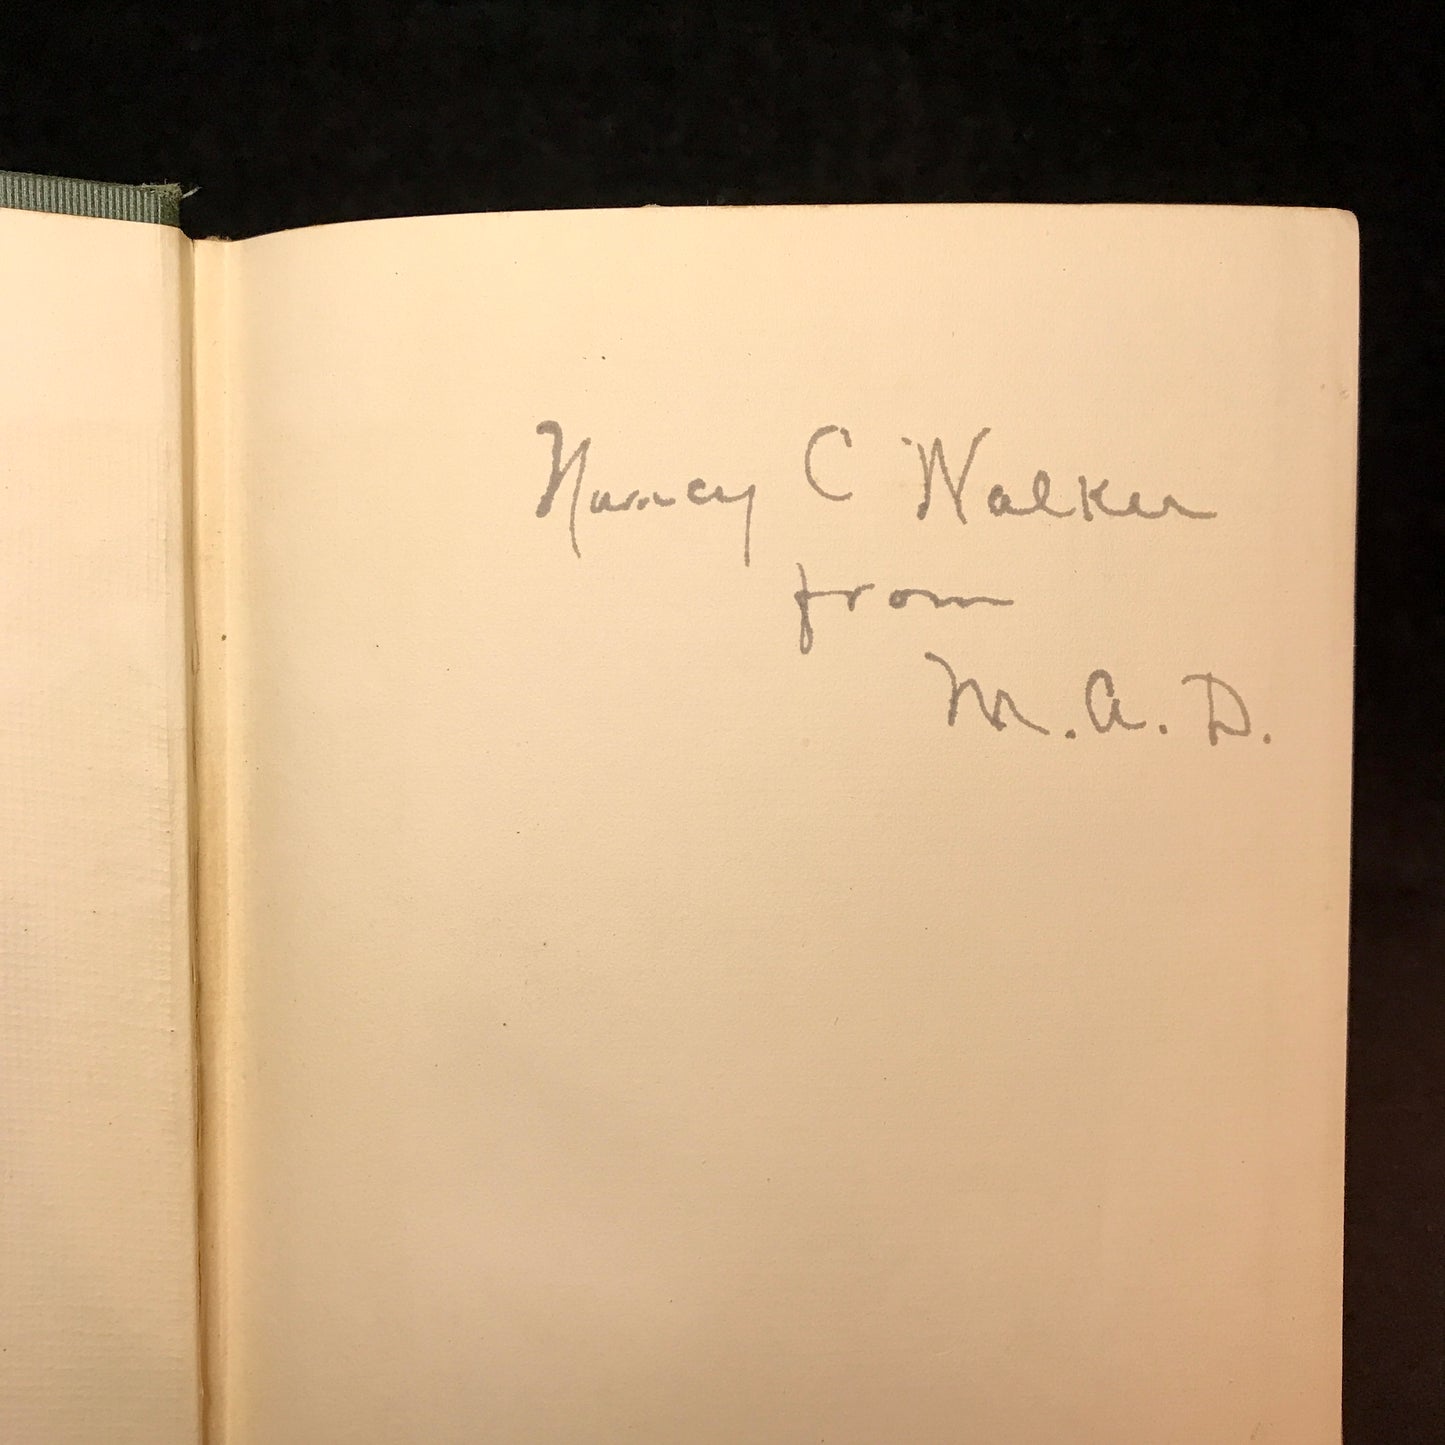 Nancy C Walker
from
M. A. D.